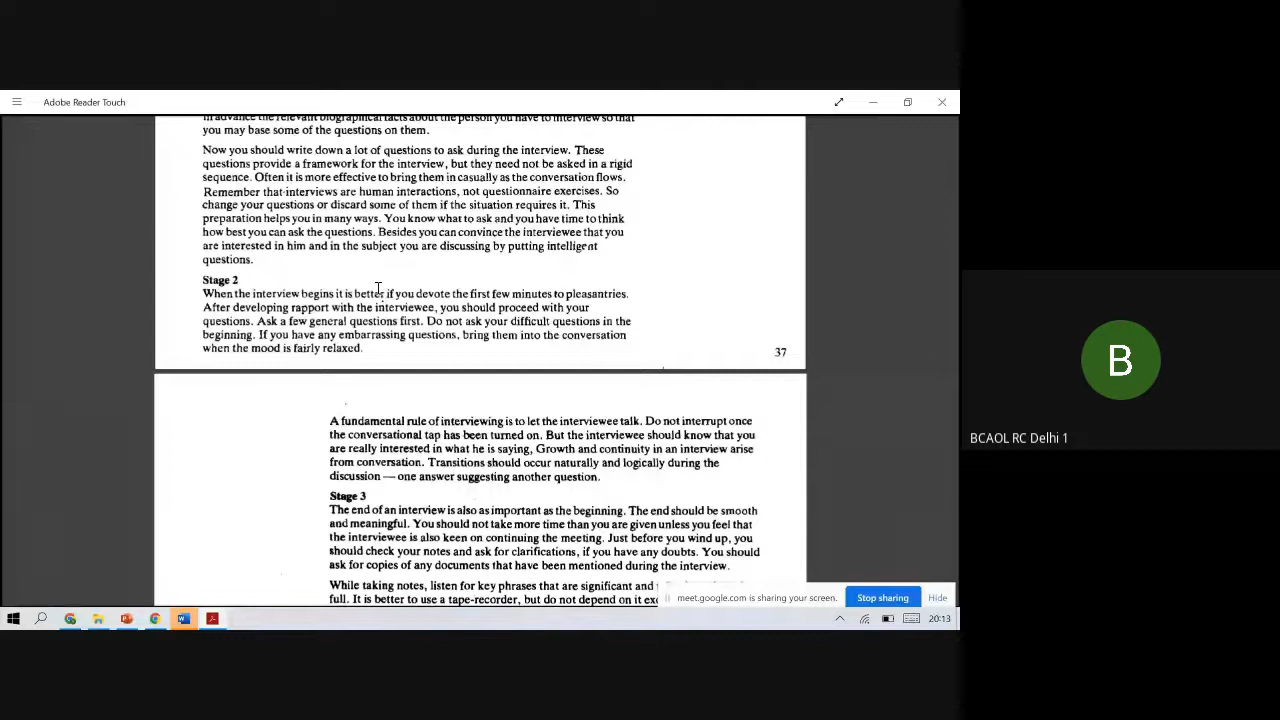 Adobe Reader Touch
in advance the relevant biographical facts about the person you have to interview so that
you may base some of the questions on them.
Now you should write down a lot of questions to ask during the interview. These
questions provide a framework for the interview, but they need not be asked in a rigid
sequence. Often it is more effective to bring them in casually as the conversation flows.
Remember that interviews are human interactions, not questionnaire exercises. So
change your questions or discard some of them if the situation requires it. This
preparation helps you in many ways. You know what to ask and you have time to think
how best you can ask the questions. Besides you can convince the interviewee that you
are interested in him and in the subject you are discussing by putting intelligent
questions.
Stage 2
When the interview begins it is better if you devote the first few minutes to pleasantries.
After developing rapport with the interviewee, you should proceed with your
questions. Ask a few general questions first. Do not ask your difficult questions in the
beginning. If you have any embarrassing questions, bring them into the conversation
when the mood is fairly relaxed.
37
A fundamental rule of interviewing is to let the interviewee talk. Do not interrupt once
the conversational tap has been turned on. But the interviewee should know that you
are really interested in what he is saying, Growth and continuity in an interview arise
from conversation. Transitions should occur naturally and logically during the
discussion — one answer suggesting another question.
Stage 3
The end of an interview is also as important as the beginning. The end should be smooth
and meaningful. You should not take more time than you are given unless you feel that
the interviewee is also keen on continuing the meeting. Just before you wind up, you
should check your notes and ask for clarifications, if you have any doubts. You should
ask for copies of any documents that have been mentioned during the interview.
While taking notes, listen for key phrases that are significant and
full. It is better to use a tape-recorder, but do not depend on it
meet.google.com is sharing your screen.
Stop sharing
Hide
20:13
B
BCAOL RC Delhi 1